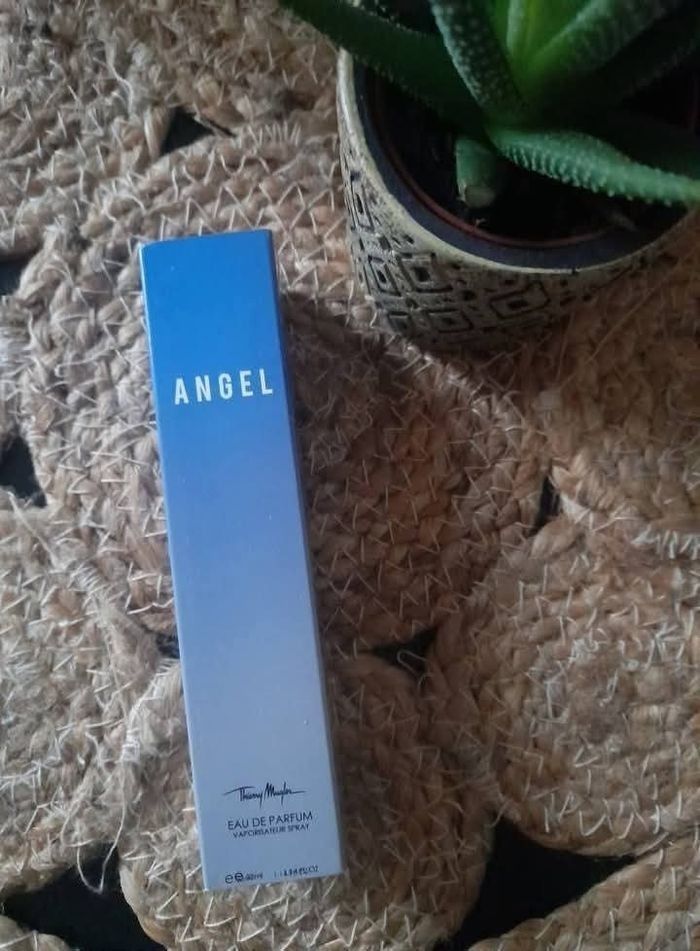 ANGEL
Thierry Mugler
EAU DE PARFUM
VAPORISATEUR SPRAY